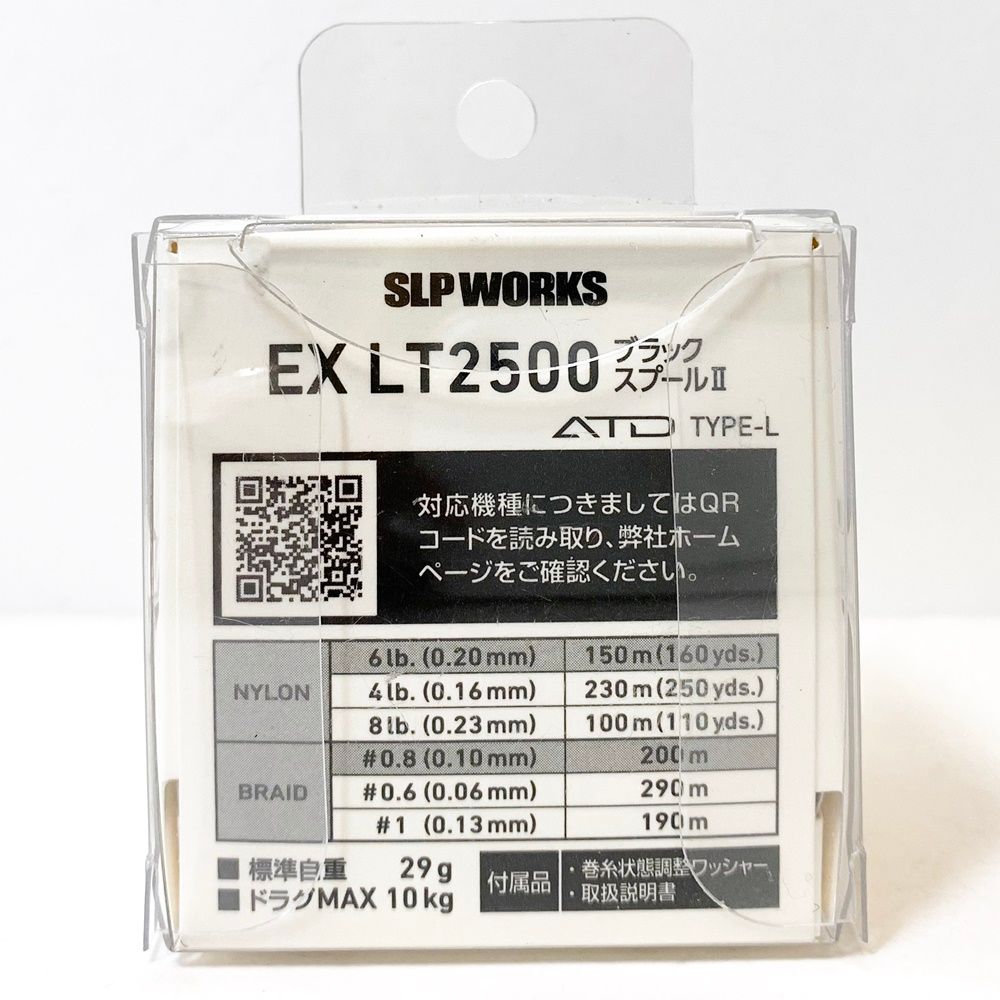 SLP WORKS
EX LT2500 ブラック
スプールⅡ
ATD TYPE-L
対応機種につきましてはQR
コードを読み取り、弊社ホーム
ページをご確認ください。
NYLON
6lb. (0.20mm) 150m(160yds.)
4lb. (0.16mm) 230m(250yds.)
8lb. (0.23mm) 100m(110yds.)
BRAID
#0.8 (0.10mm) 200m
#0.6 (0.06mm) 290m
#1 (0.13mm) 190m
■ 標準自重 29g
■ ドラグMAX 10kg
付属品
・巻糸状態調整ワッシャー
・取扱説明書